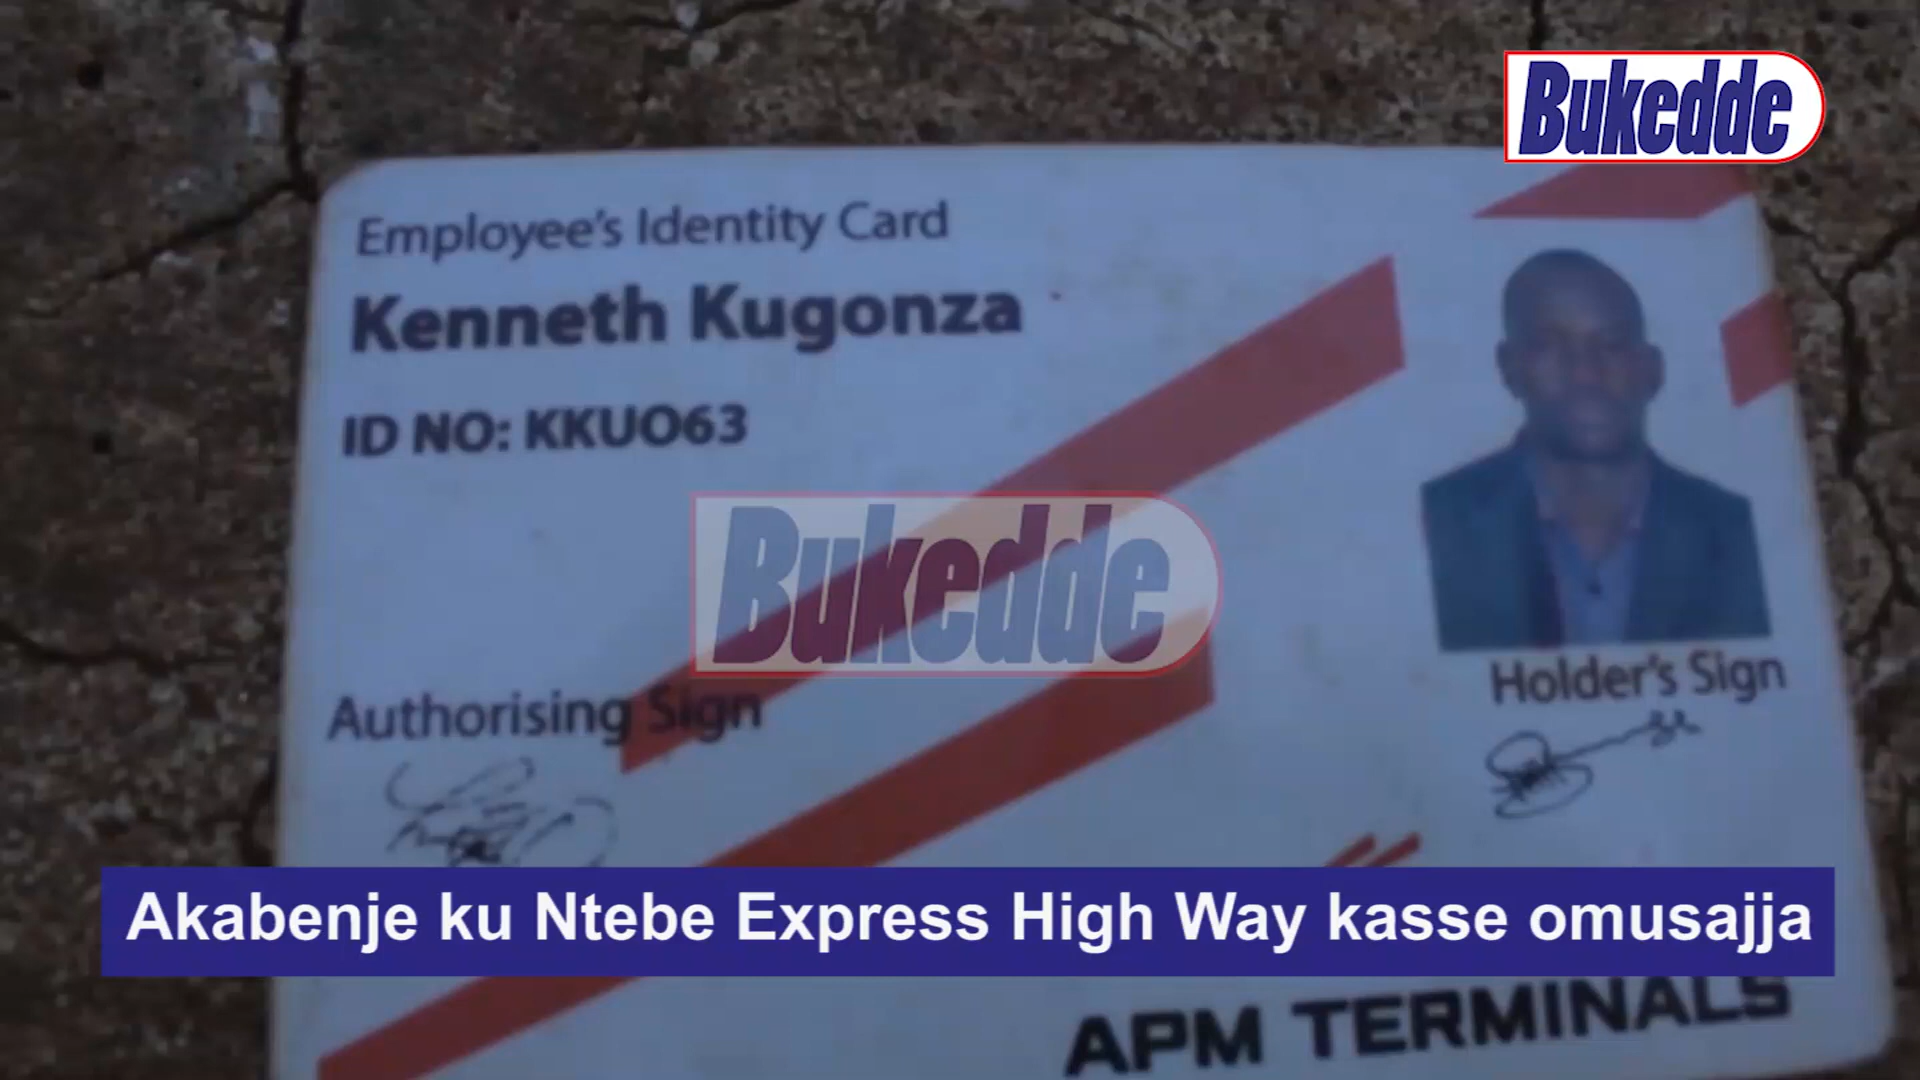 Bukedde
Employee's Identity Card
Kenneth Kugonza
ID NO: KKUO63
Bukedde
Authorising Sign
Holder's Sign
Akabenje ku Ntebe Express High Way kasse omusajja
APM TERMINALS